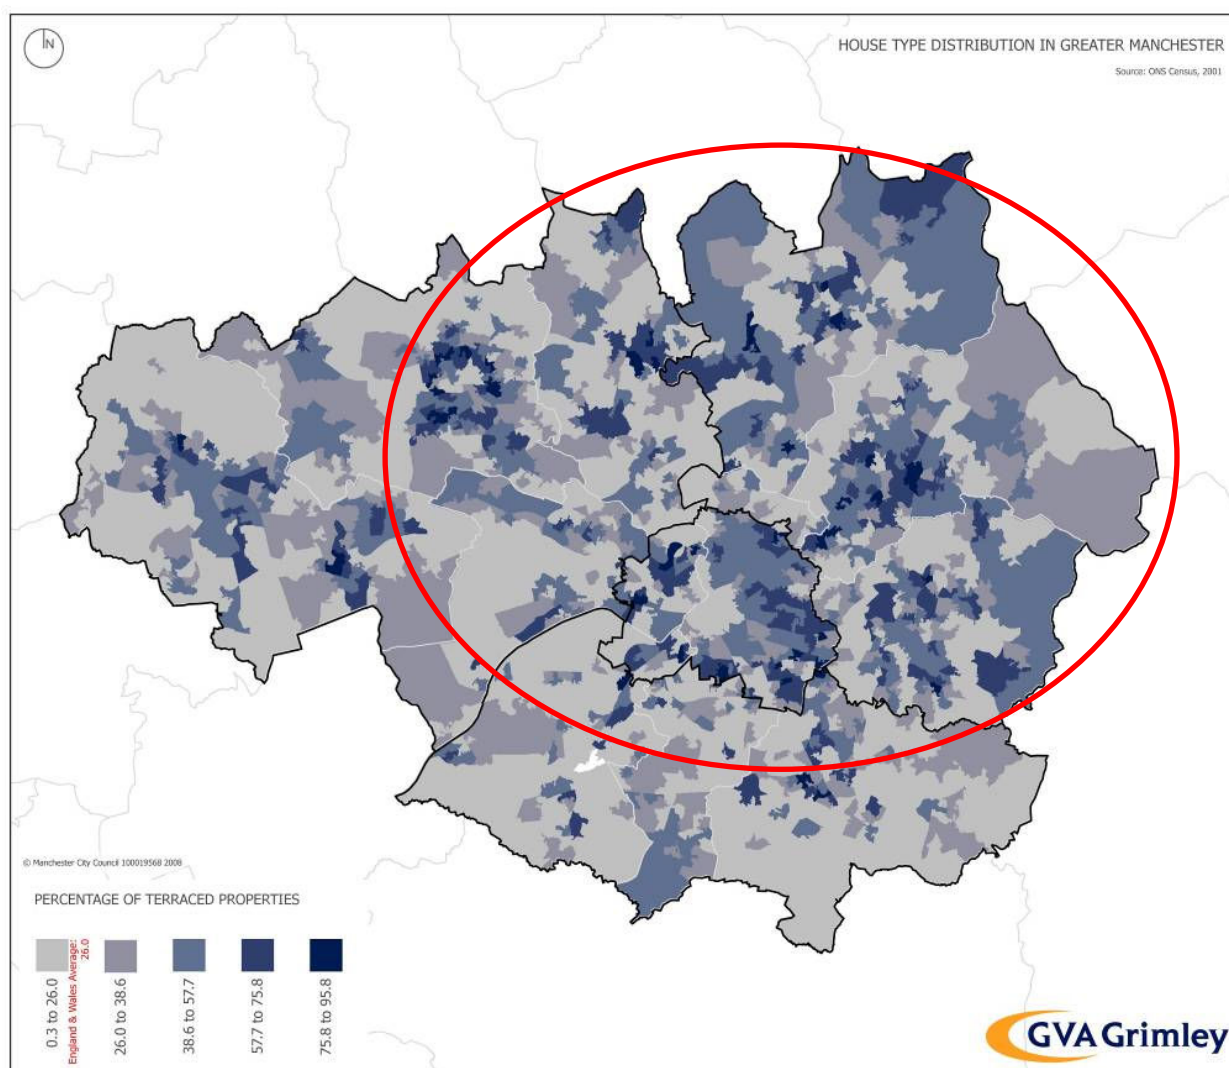 N
HOUSE TYPE DISTRIBUTION IN GREATER MANCHESTER
Source: ONS Census, 2001
© Manchester City Council 100019568 2008
PERCENTAGE OF TERRACED PROPERTIES
0.3 to 26.0
England & Wales Average:
26.0
26.0 to 38.6
38.6 to 57.7
57.7 to 75.8
75.8 to 95.8
GVA Grimley